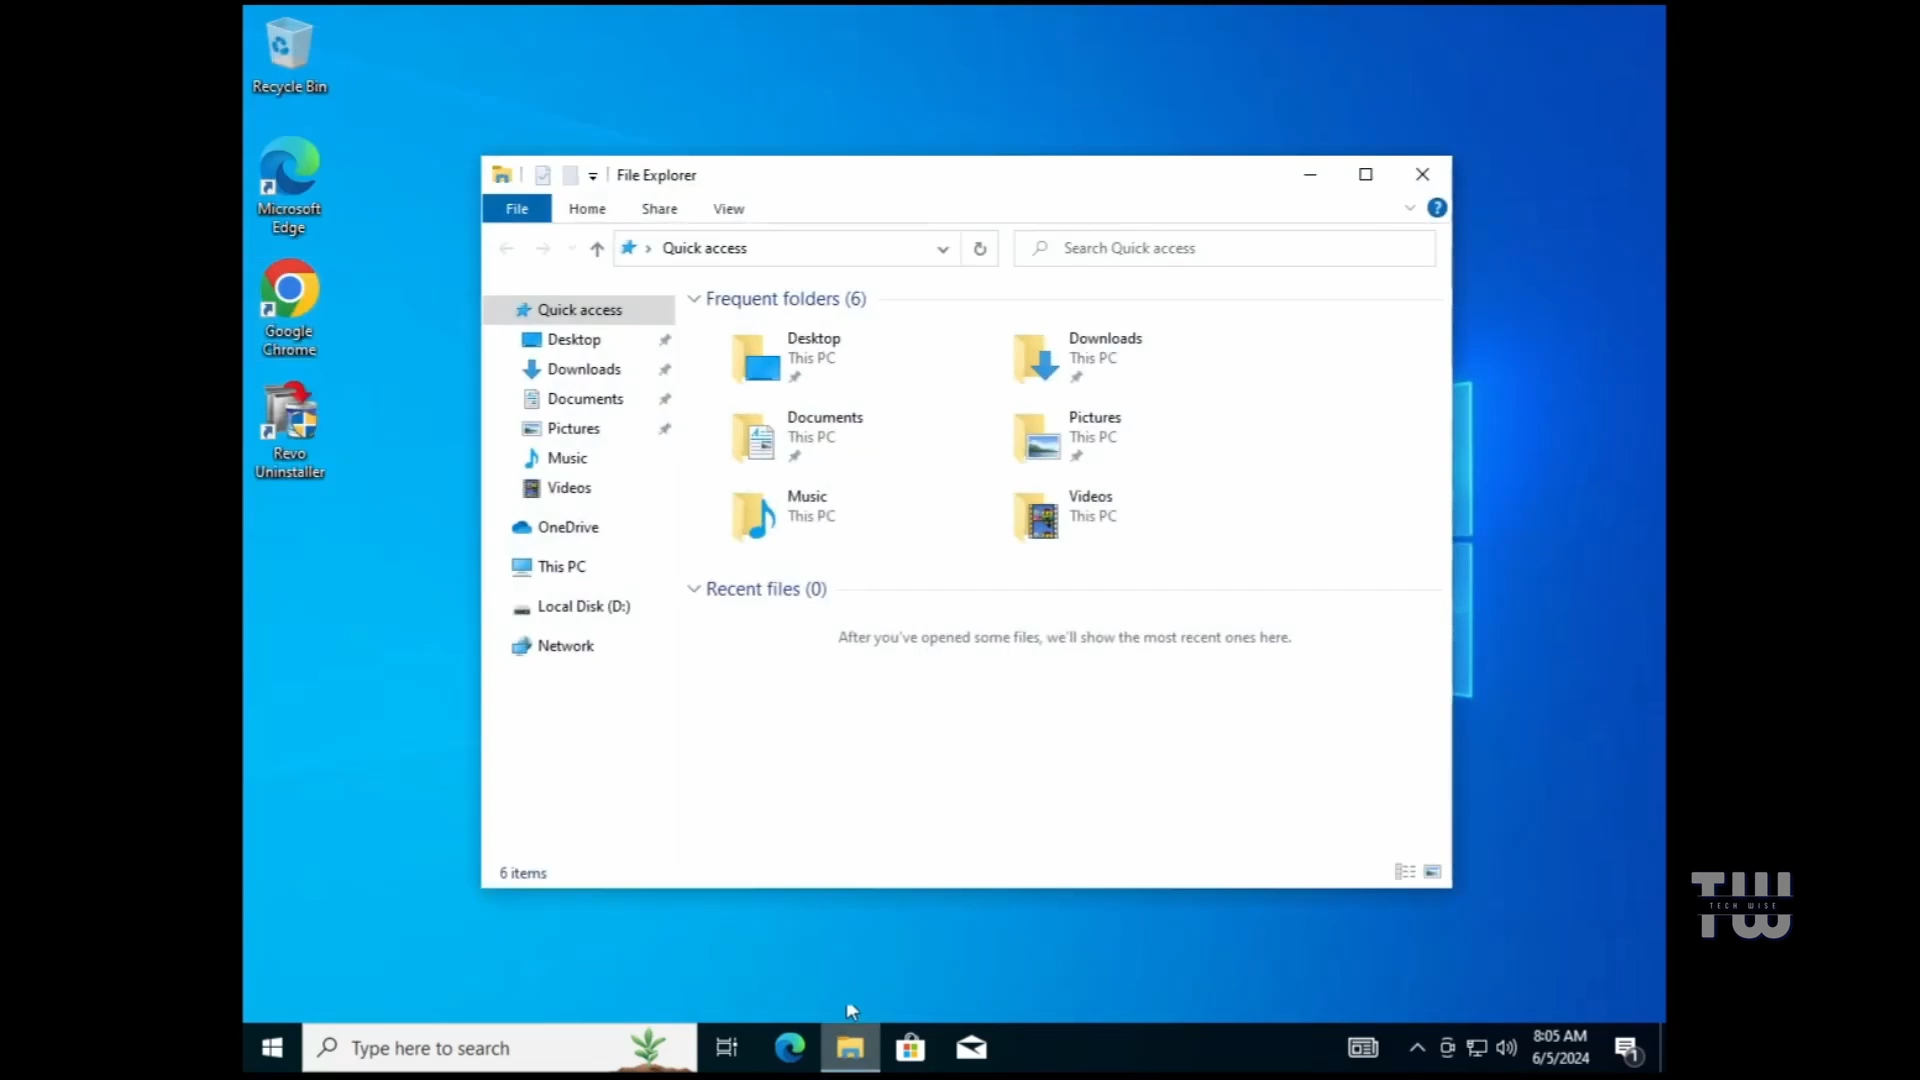 Recycle Bin
Microsoft
Edge
Google
Chrome
Revo
Uninstaller
File Explorer
File Home Share View
?
Quick access
Search Quick access
Quick access
Desktop
Downloads
Documents
Pictures
Music
Videos
OneDrive
This PC
Local Disk (D:)
Network
Frequent folders (6)
Desktop
This PC
Downloads
This PC
Documents
This PC
Pictures
This PC
Music
This PC
Videos
This PC
Recent files (0)
After you've opened some files, we'll show the most recent ones here.
6 items
TW
TECH WISE
Type here to search
8:05 AM
6/5/2024
1